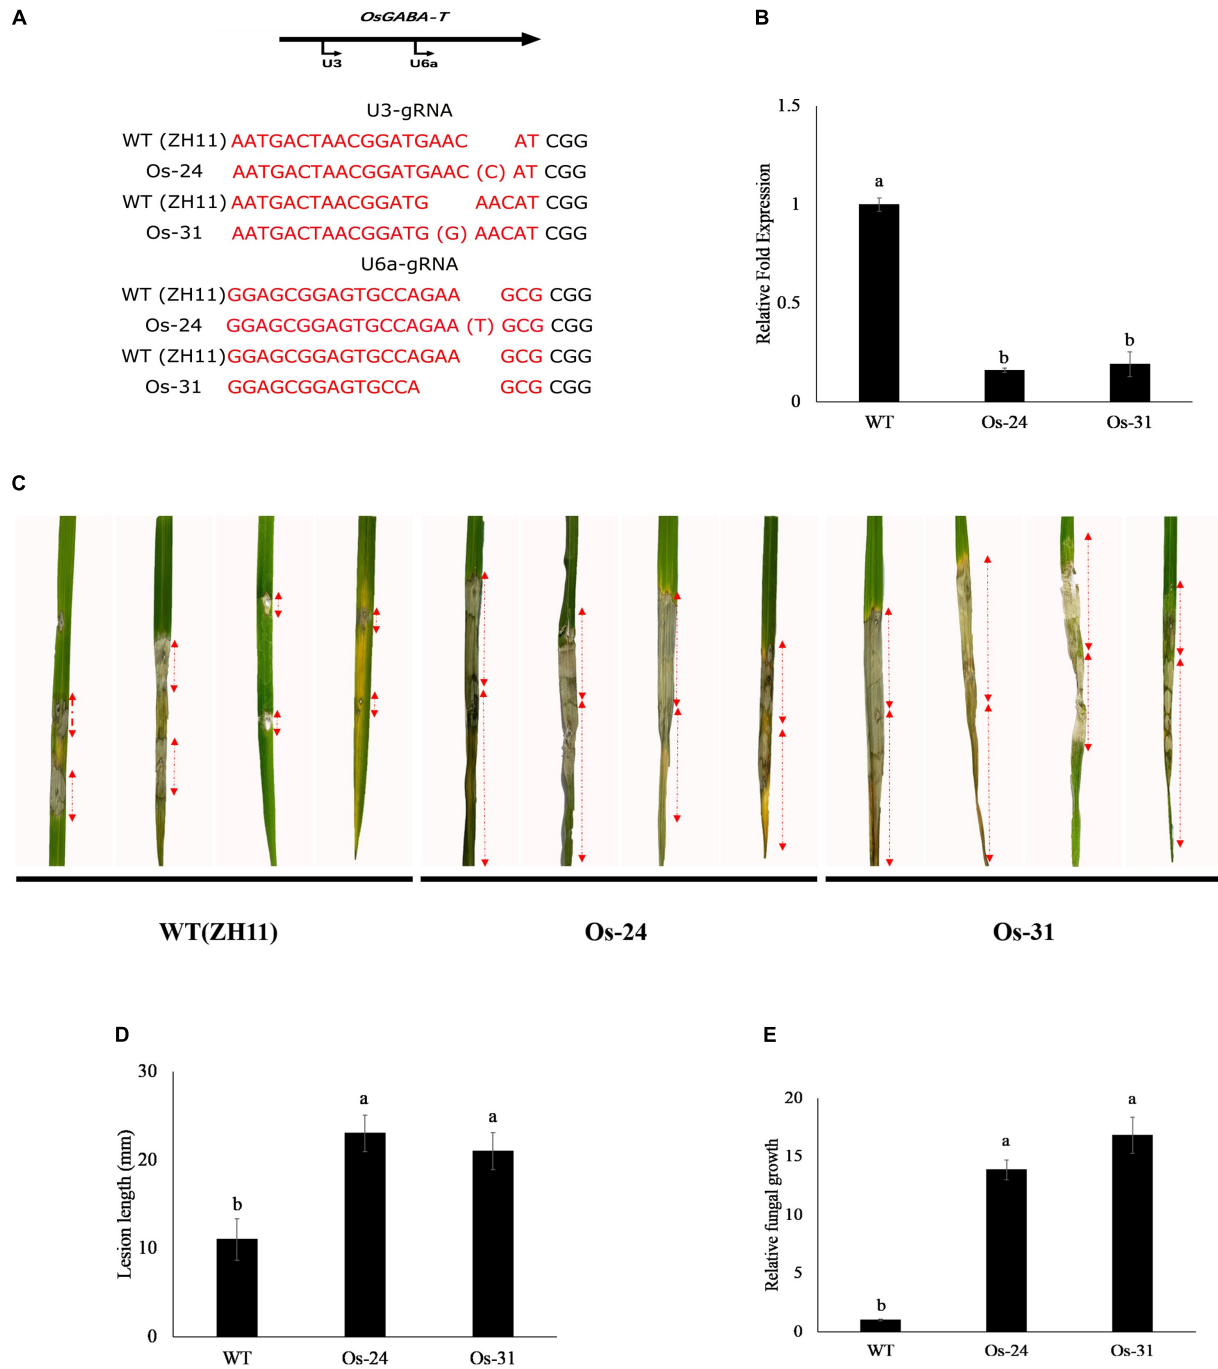 A
OsGABA-T
U3 U6a
U3-gRNA
WT (ZH11) AATGACTAACGGATGAAC AT CGG
Os-24 AATGACTAACGGATGAAC (C) AT CGG
WT (ZH11) AATGACTAACGGATG AACAT CGG
Os-31 AATGACTAACGGATG (G) AACAT CGG
U6a-gRNA
WT (ZH11) GGAGCGGAGTGCCAGAA GCG CGG
Os-24 GGAGCGGAGTGCCAGAA (T) GCG CGG
WT (ZH11) GGAGCGGAGTGCCAGAA GCG CGG
Os-31 GGAGCGGAGTGCCA GCG CGG
B
Relative Fold Expression
1.5
1
0.5
0
a
b
b
WT Os-24 Os-31
C
WT(ZH11) Os-24 Os-31
D
Lesion length (mm)
30
20
10
0
b
a
a
WT Os-24 Os-31
E
Relative fungal growth
20
15
10
5
0
b
a
a
WT Os-24 Os-31